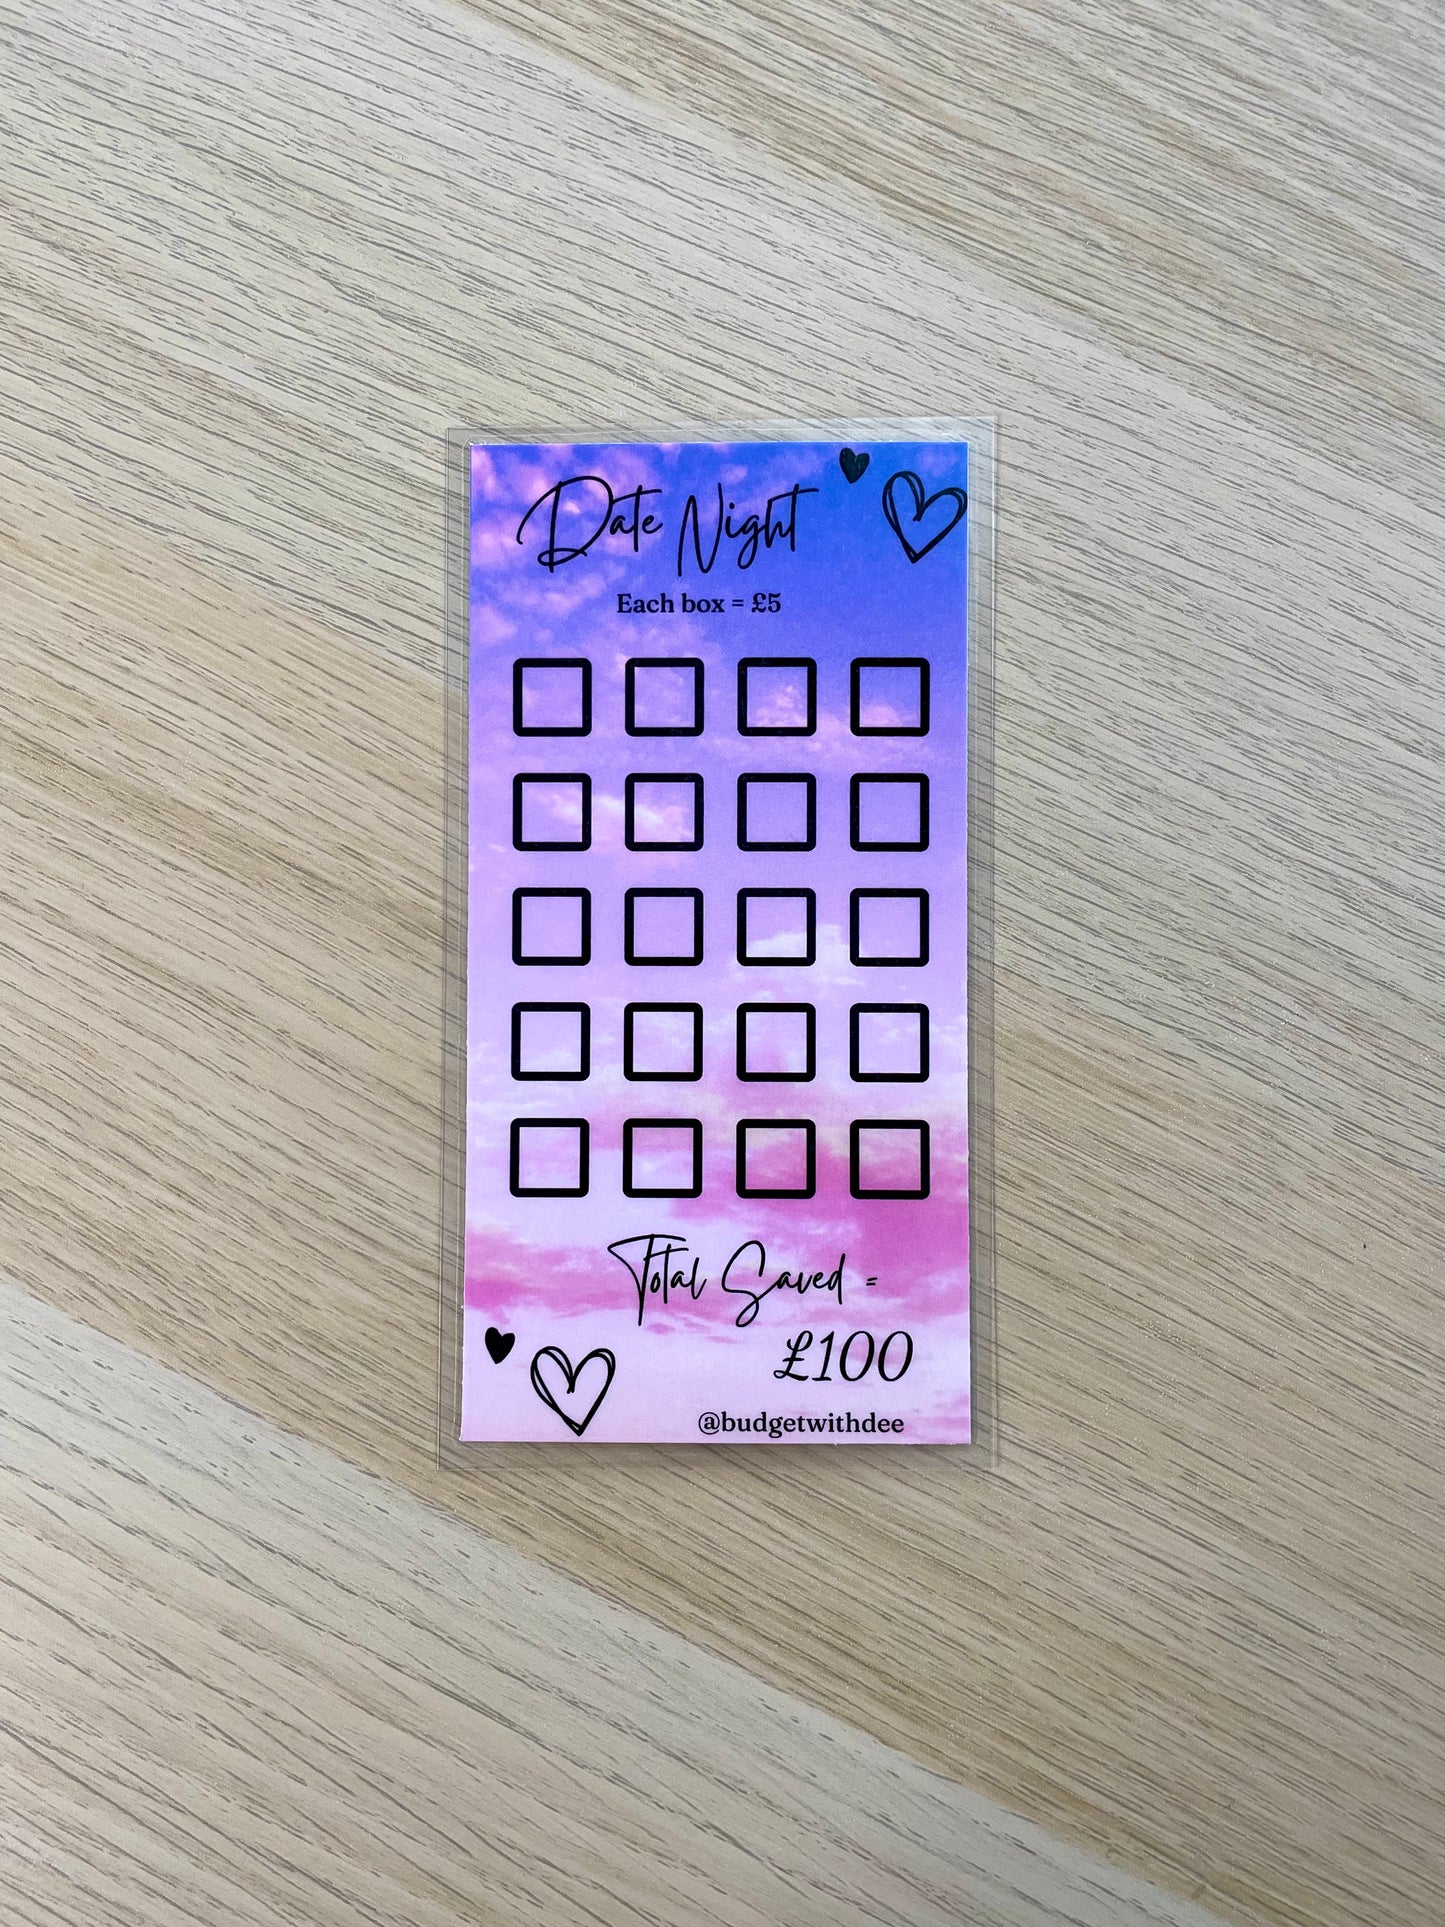 Date Night
Each box = £5
Total Saved =
£100
@budgetwithdee